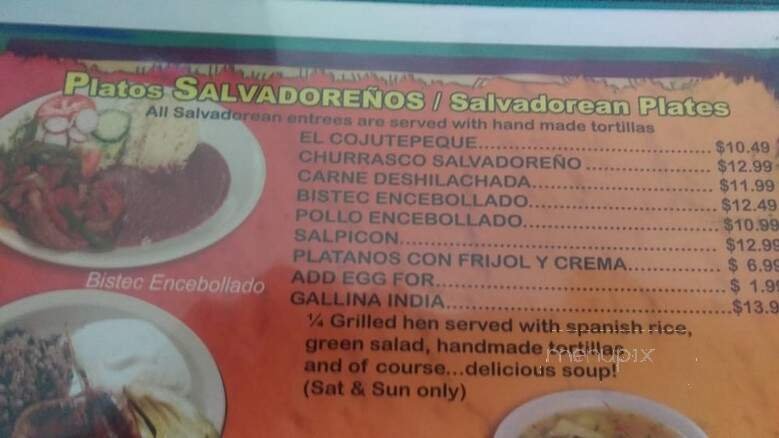 Platos SALVADOREÑOS / Salvadorean Plates
All Salvadorean entrees are served with hand made tortillas
EL COJUTEPEQUE........................................ $10.49
CHURRASCO SALVADOREÑO ...................... $12.99
CARNE DESHILACHADA............................... $11.99
BISTEC ENCEBOLLADO................................ $12.49
POLLO ENCEBOLLADO.................................. $10.99
SALPICON...................................................... $12.99
PLATANOS CON FRIJOL Y CREMA............... $ 6.99
ADD EGG FOR................................................ $ 1.99
GALLINA INDIA............................................... $13.9
Bistec Encebollado
¼ Grilled hen served with spanish rice,
green salad, handmade tortillas
and of course...delicious soup!
(Sat & Sun only)
menupix